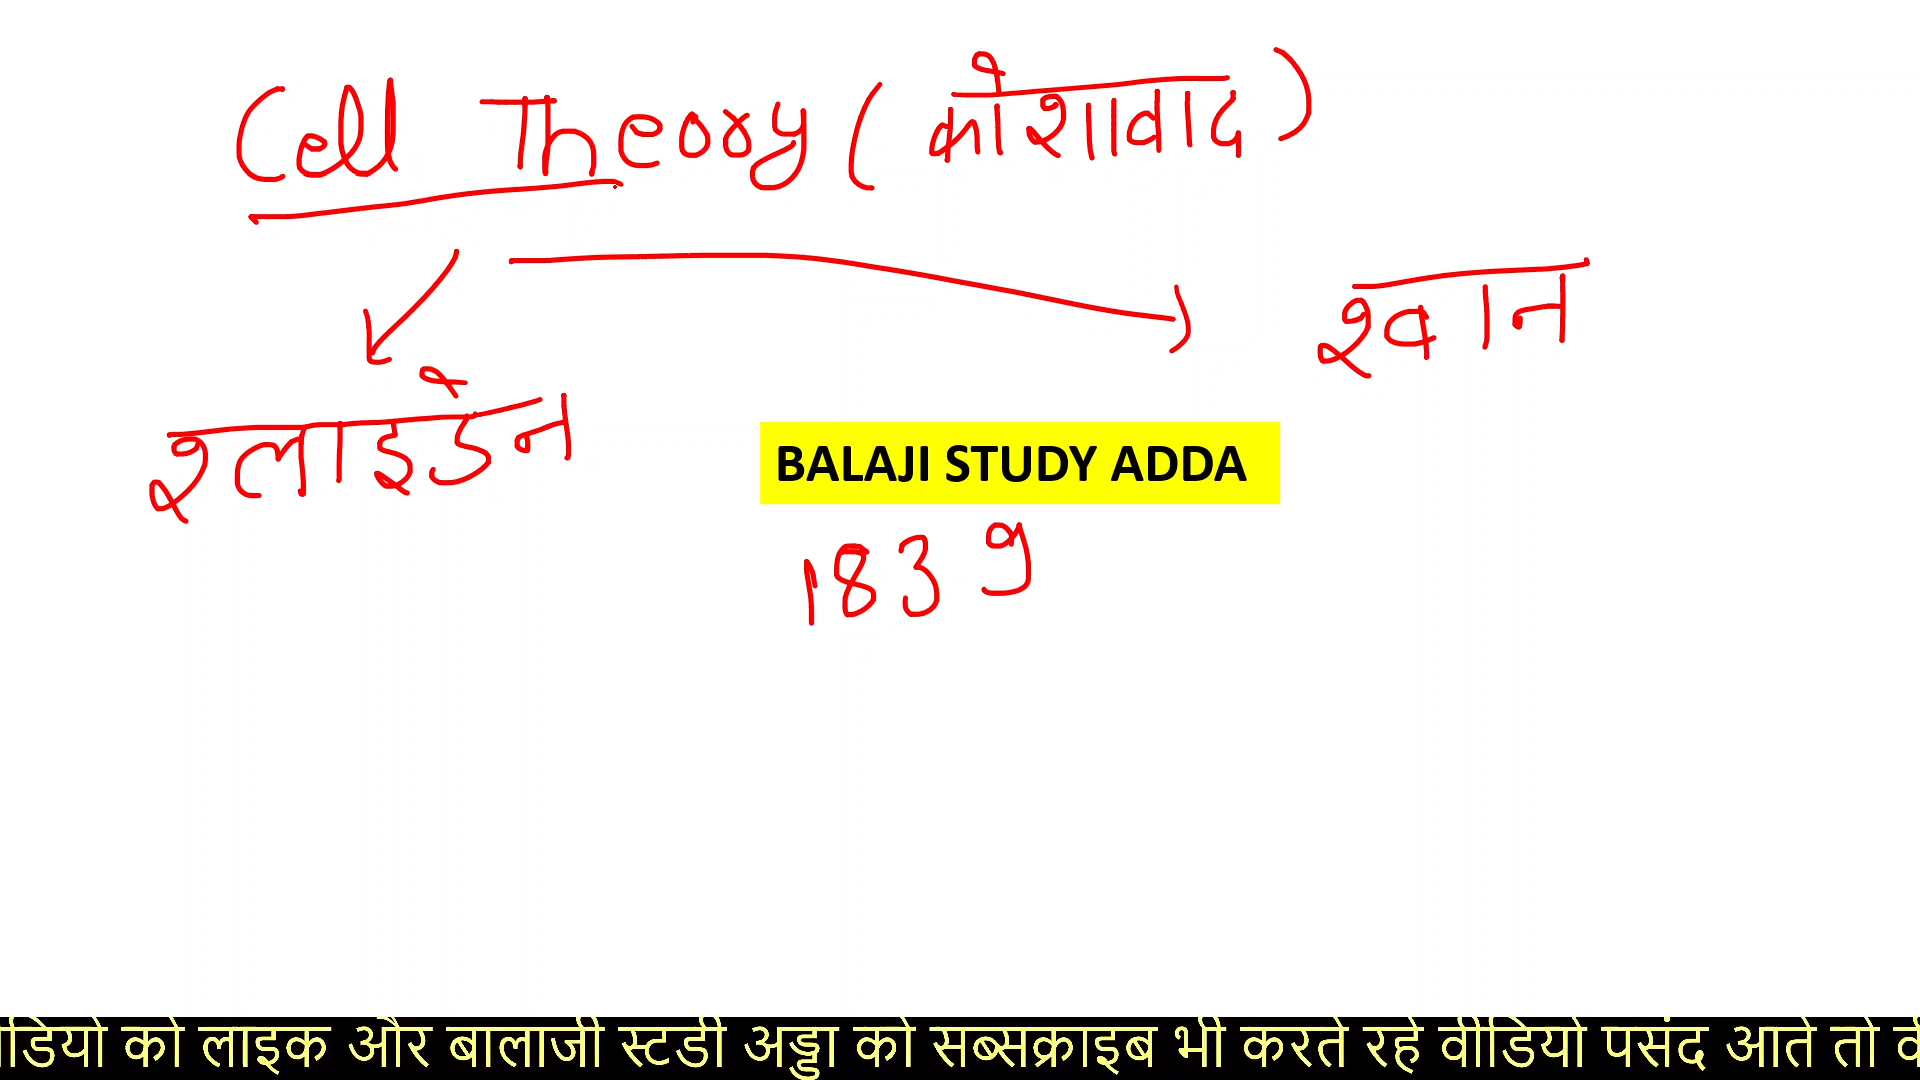 Cell Theory (कोशावाद)
श्वान
श्लाइडेन
BALAJI STUDY ADDA
1839
डियो को लाइक और बालाजी स्टडी अड्डा को सब्सक्राइब भी करते रहे वीडियो पसंद आते तो